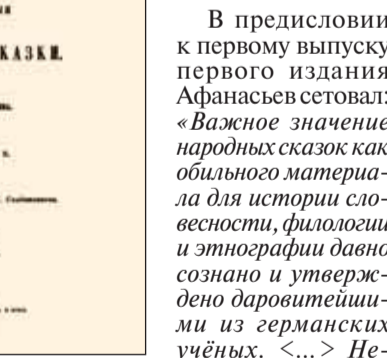 КАЗКИ.
В предисловии
к первому выпуску
первого издания
Афанасьев сетовал:
«Важное значение
народных сказок как
обильного материа-
ла для истории сло-
весности, филологии
и этнографии давно
сознано и утверж-
дено даровитейши-
ми из германских
учёных. <...> Не-